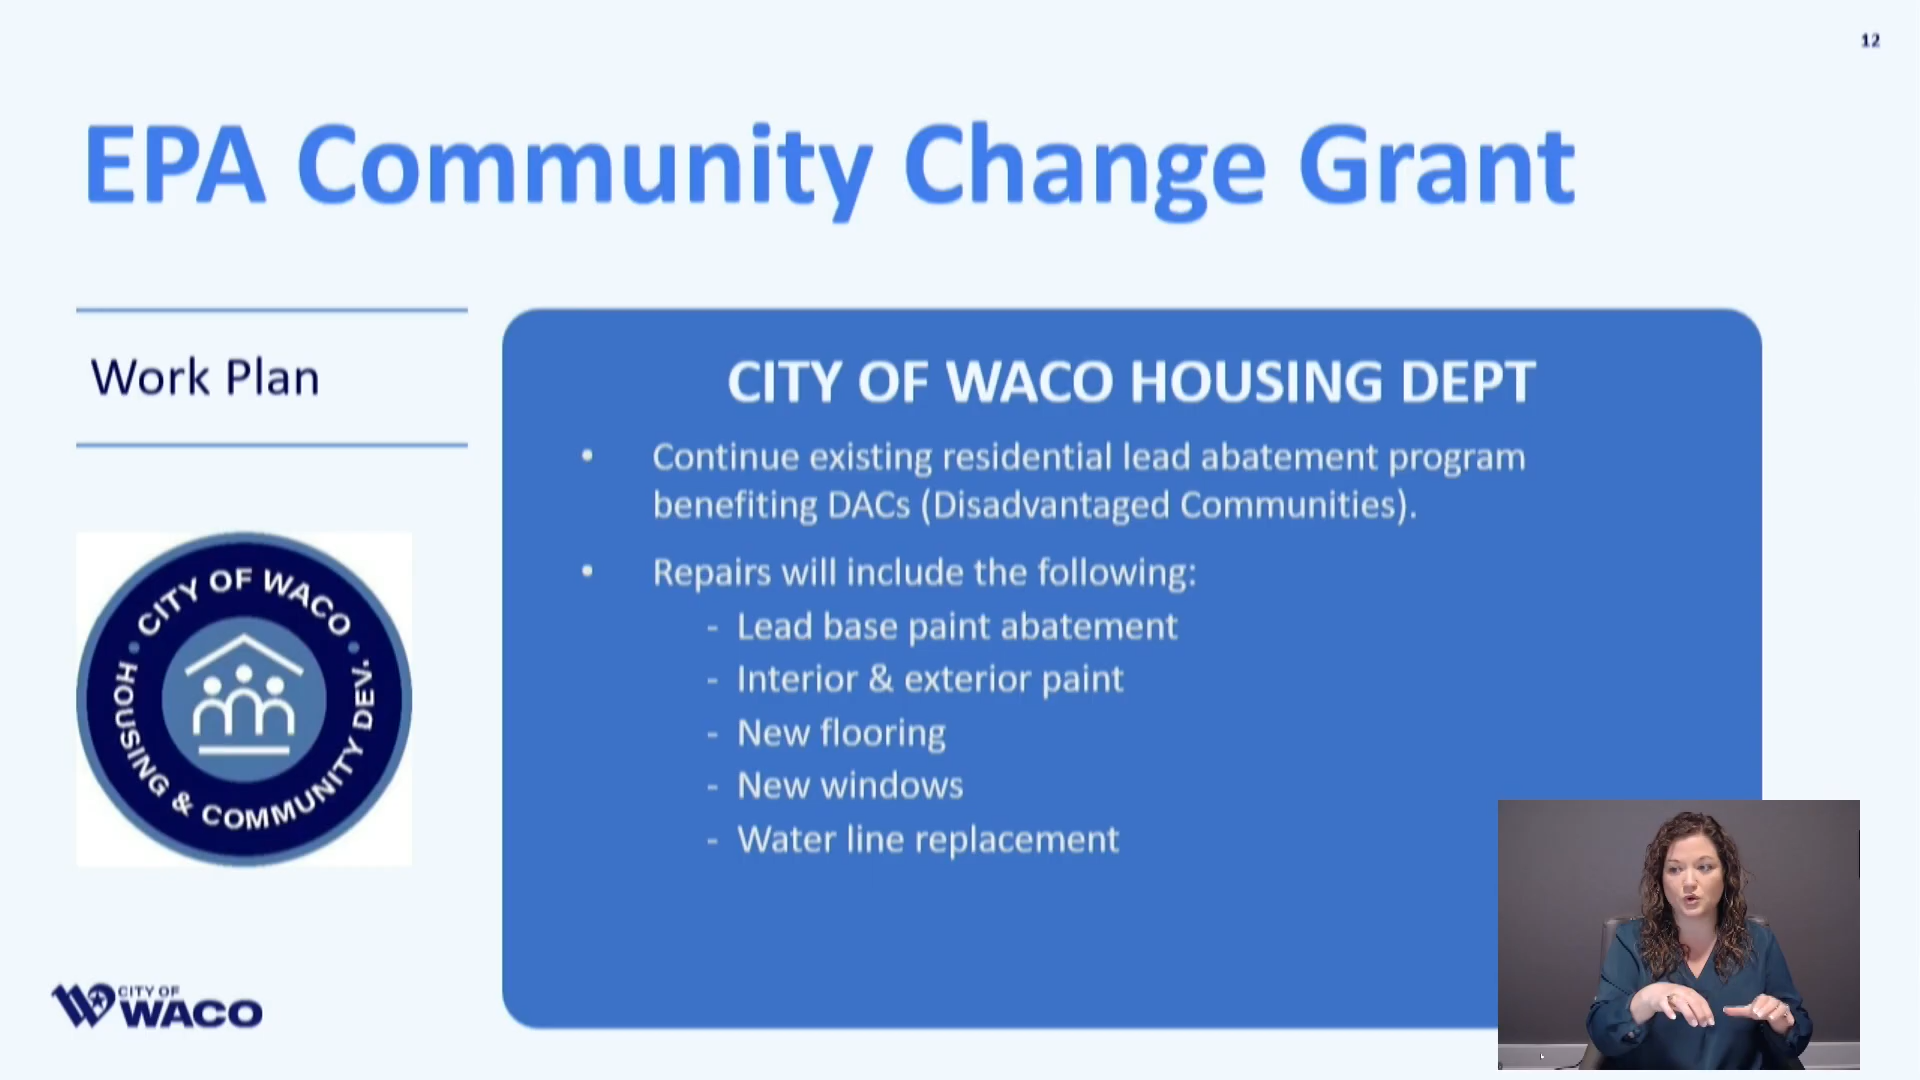 12
EPA Community Change Grant
Work Plan
CITY OF WACO
HOUSING & COMMUNITY DEV.
CITY OF
WACO
CITY OF WACO HOUSING DEPT
• Continue existing residential lead abatement program
benefiting DACs (Disadvantaged Communities).
• Repairs will include the following:
- Lead base paint abatement
- Interior & exterior paint
- New flooring
- New windows
- Water line replacement